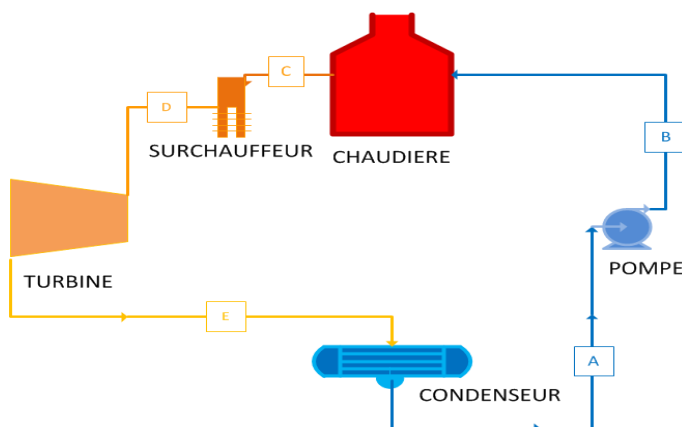 C
D
B
SURCHAUFFEUR
CHAUDIERE
POMPE
TURBINE
E
A
CONDENSEUR